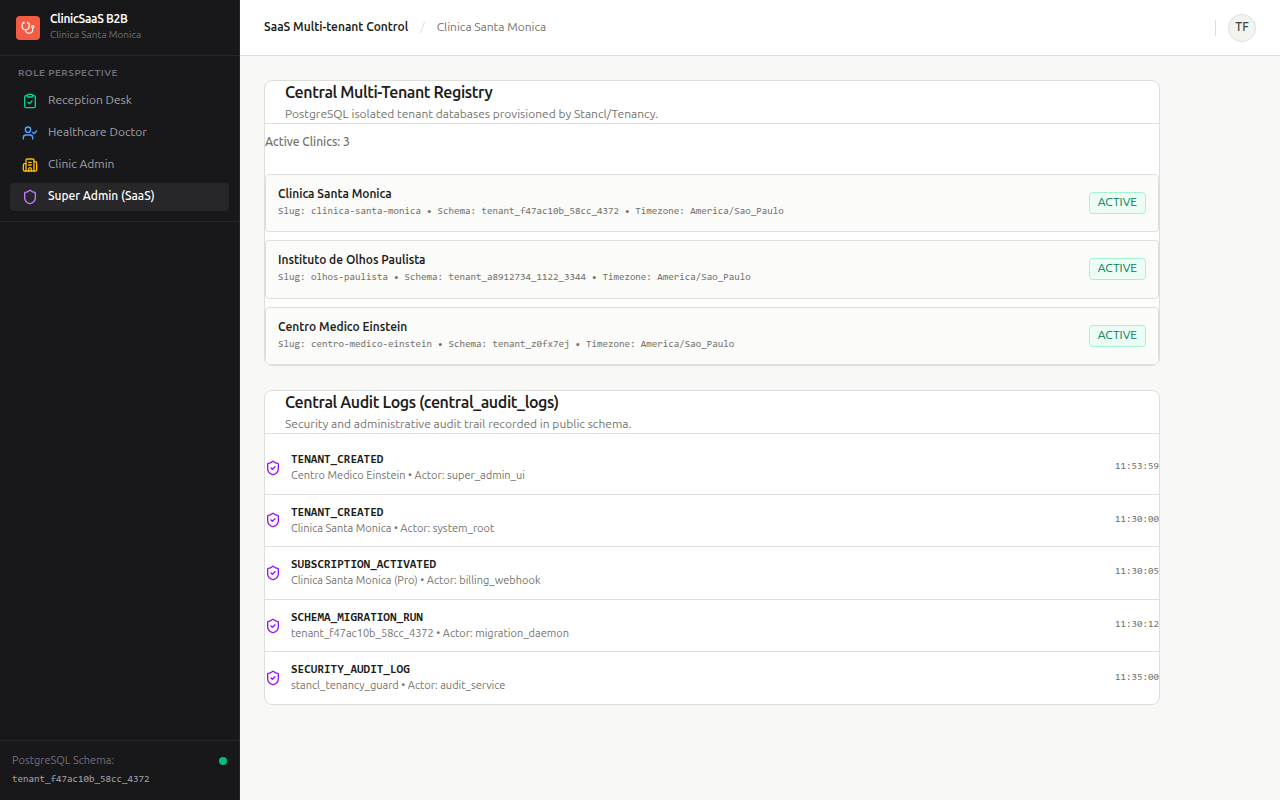 ClinicSaaS B2B
Clinica Santa Monica
ROLE PERSPECTIVE
Reception Desk
Healthcare Doctor
Clinic Admin
Super Admin (SaaS)
PostgreSQL Schema:
tenant_f47ac10b_58cc_4372
SaaS Multi-tenant Control / Clinica Santa Monica
TF
Central Multi-Tenant Registry
PostgreSQL isolated tenant databases provisioned by Stancl/Tenancy.
Active Clinics: 3
Clinica Santa Monica
Slug: clinica-santa-monica • Schema: tenant_f47ac10b_58cc_4372 • Timezone: America/Sao_Paulo
ACTIVE
Instituto de Olhos Paulista
Slug: olhos-paulista • Schema: tenant_a8912734_1122_3344 • Timezone: America/Sao_Paulo
ACTIVE
Centro Medico Einstein
Slug: centro-medico-einstein • Schema: tenant_z0fx7ej • Timezone: America/Sao_Paulo
ACTIVE
Central Audit Logs (central_audit_logs)
Security and administrative audit trail recorded in public schema.
TENANT_CREATED
Centro Medico Einstein • Actor: super_admin_ui
11:53:59
TENANT_CREATED
Clinica Santa Monica • Actor: system_root
11:30:00
SUBSCRIPTION_ACTIVATED
Clinica Santa Monica (Pro) • Actor: billing_webhook
11:30:05
SCHEMA_MIGRATION_RUN
tenant_f47ac10b_58cc_4372 • Actor: migration_daemon
11:30:12
SECURITY_AUDIT_LOG
stancl_tenancy_guard • Actor: audit_service
11:35:00